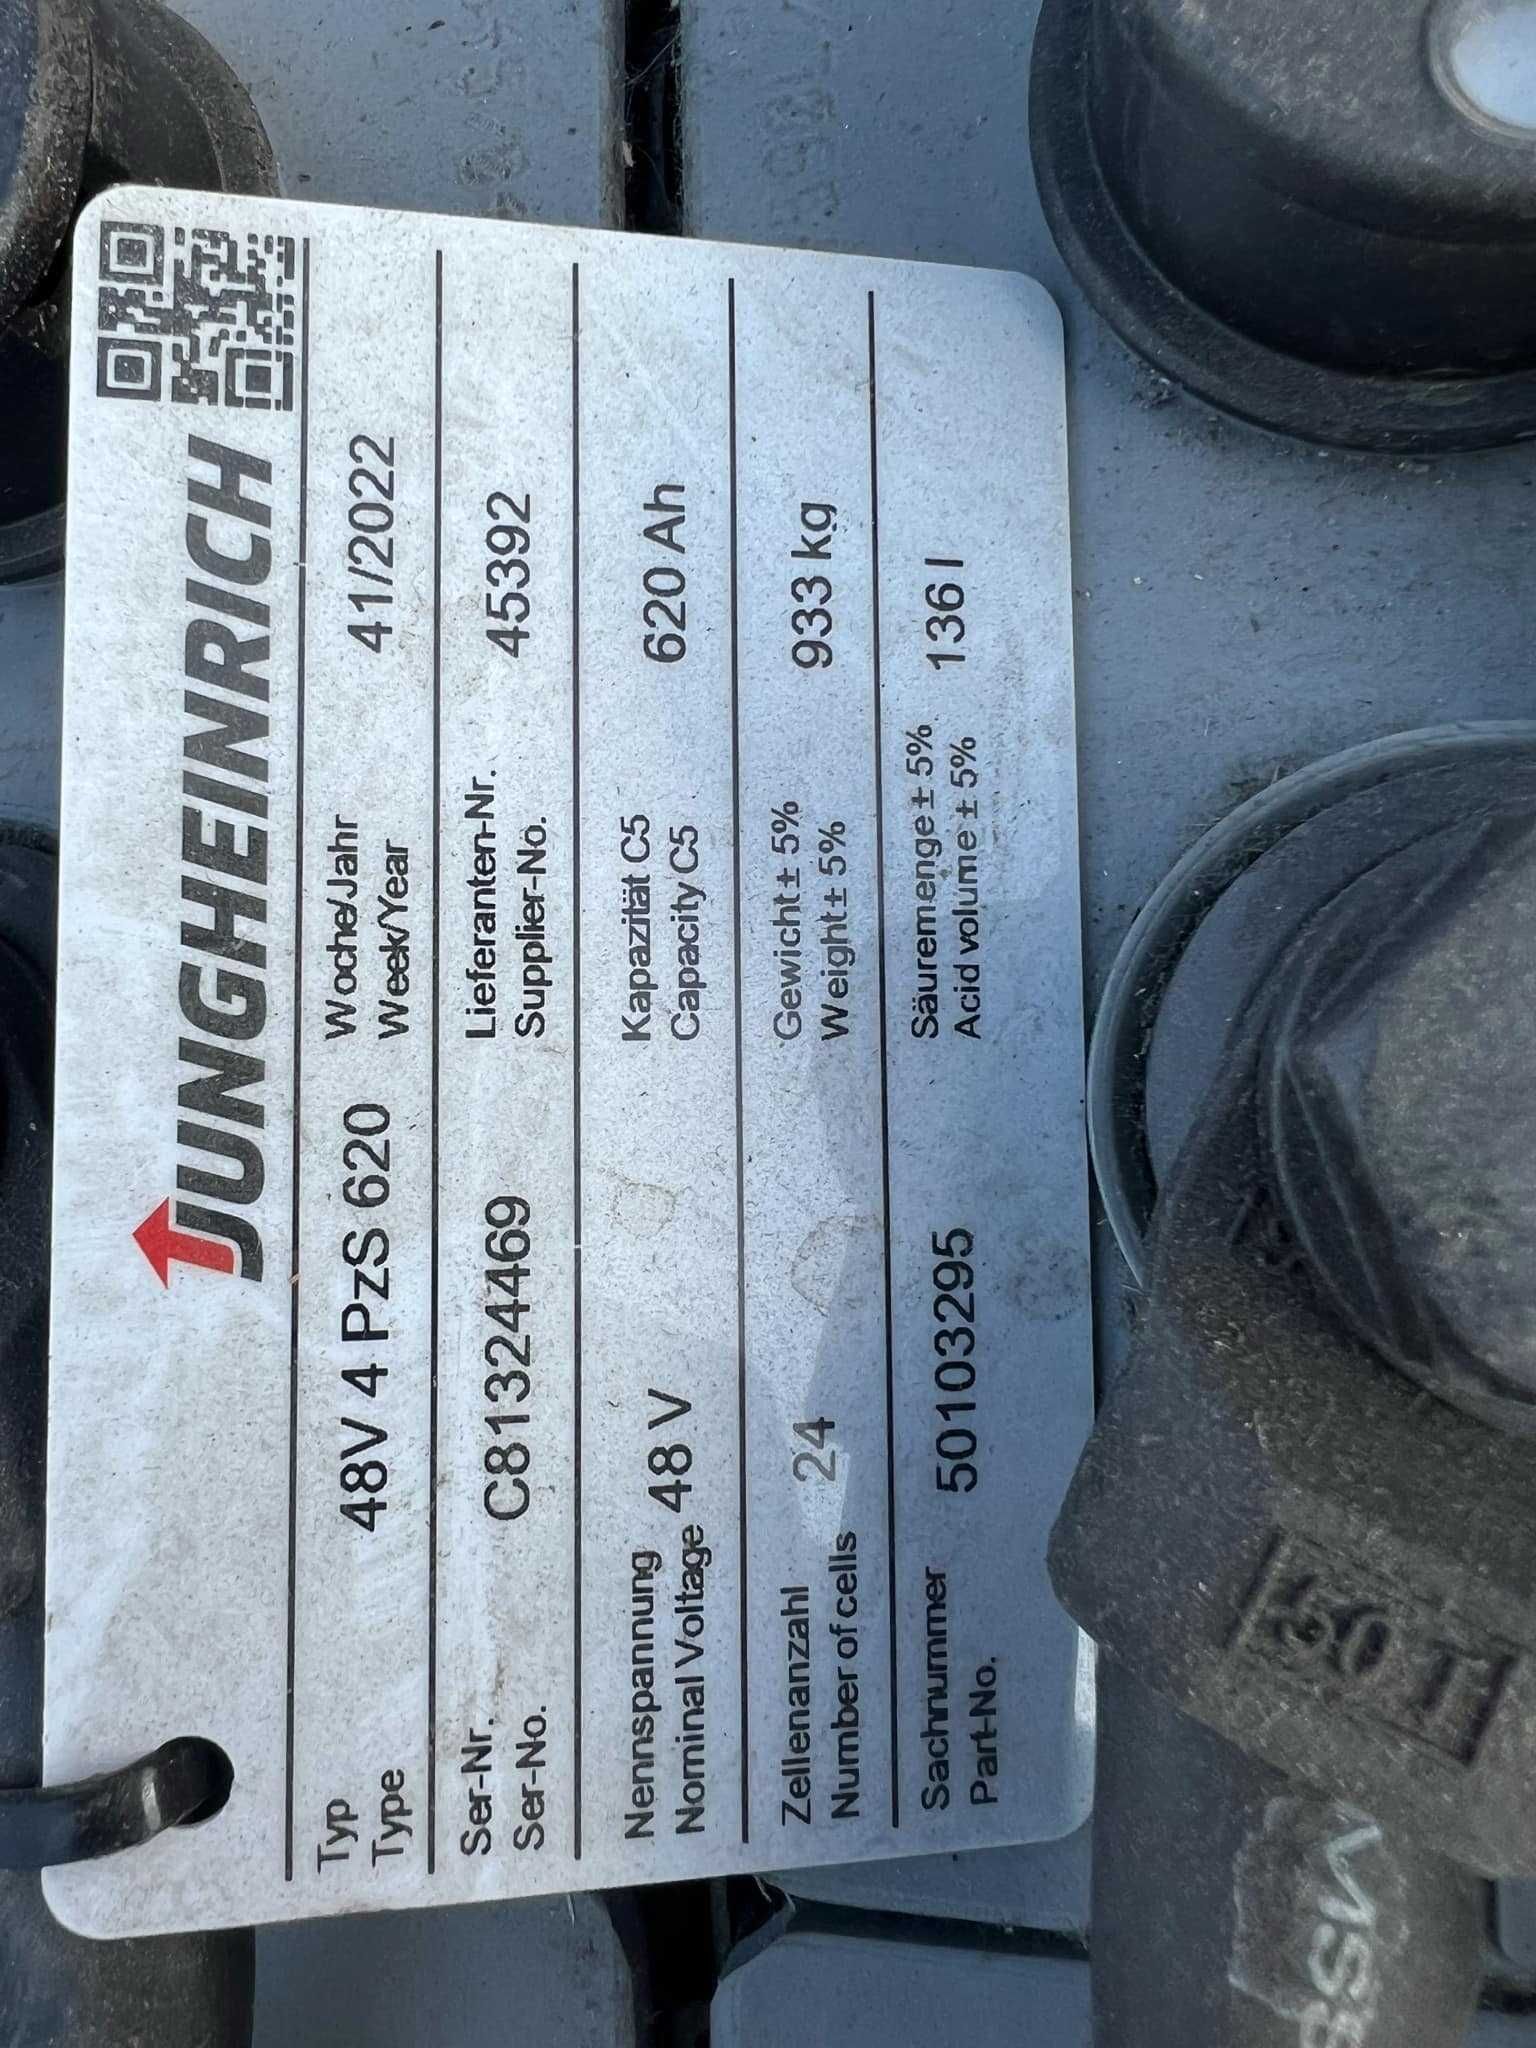 JUNGHEINRICH
Typ 48V 4 PzS 620 Woche/Jahr 41/2022
Type Week/Year
Ser-Nr. C81324469 Lieferanten-Nr. 45392
Ser-No. Supplier-No.
Nennspannung 48 V Kapazität C5 620 Ah
Nominal Voltage Capacity C5
Zellenanzahl 24 Gewicht ± 5% 933 kg
Number of cells Weight ± 5%
Sachnummer 50103295 Säuremenge ± 5% 136 l
Part-No. Acid volume ± 5%